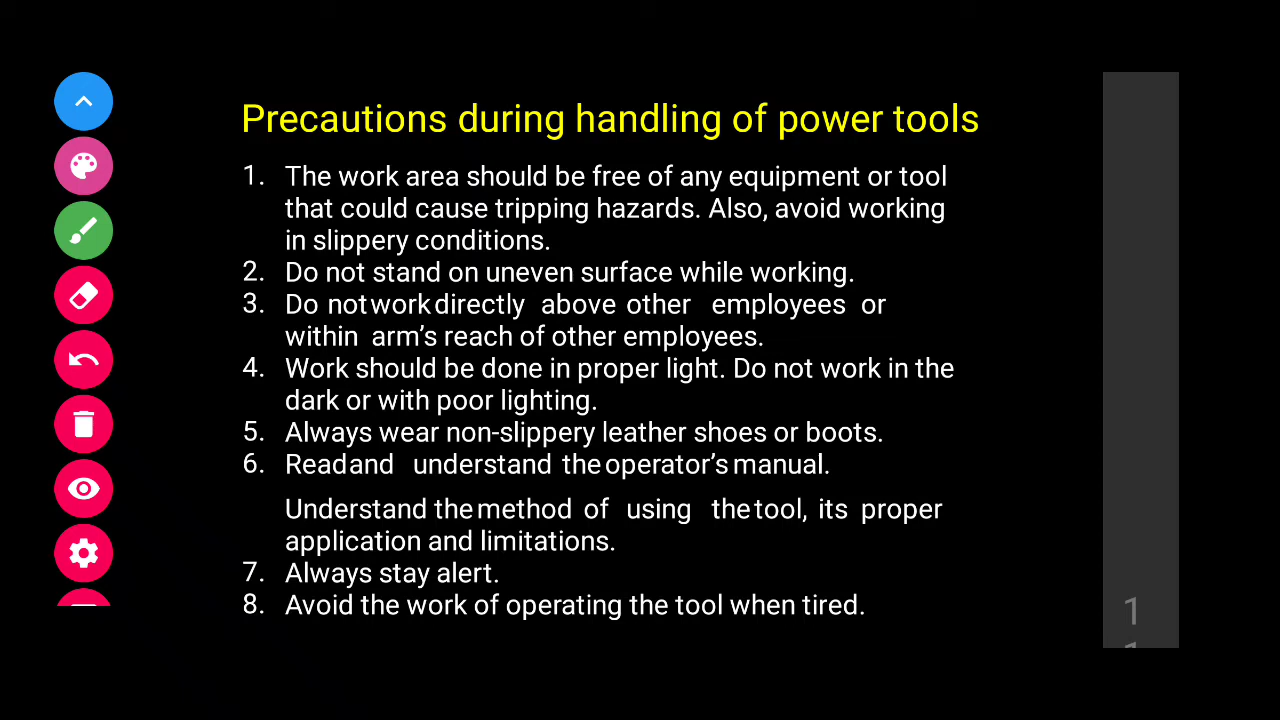 Precautions during handling of power tools
1. The work area should be free of any equipment or tool
that could cause tripping hazards. Also, avoid working
in slippery conditions.
2. Do not stand on uneven surface while working.
3. Do not work directly above other employees or
within arm’s reach of other employees.
4. Work should be done in proper light. Do not work in the
dark or with poor lighting.
5. Always wear non-slippery leather shoes or boots.
6. Read and understand the operator’s manual.
Understand the method of using the tool, its proper
application and limitations.
7. Always stay alert.
8. Avoid the work of operating the tool when tired.
1